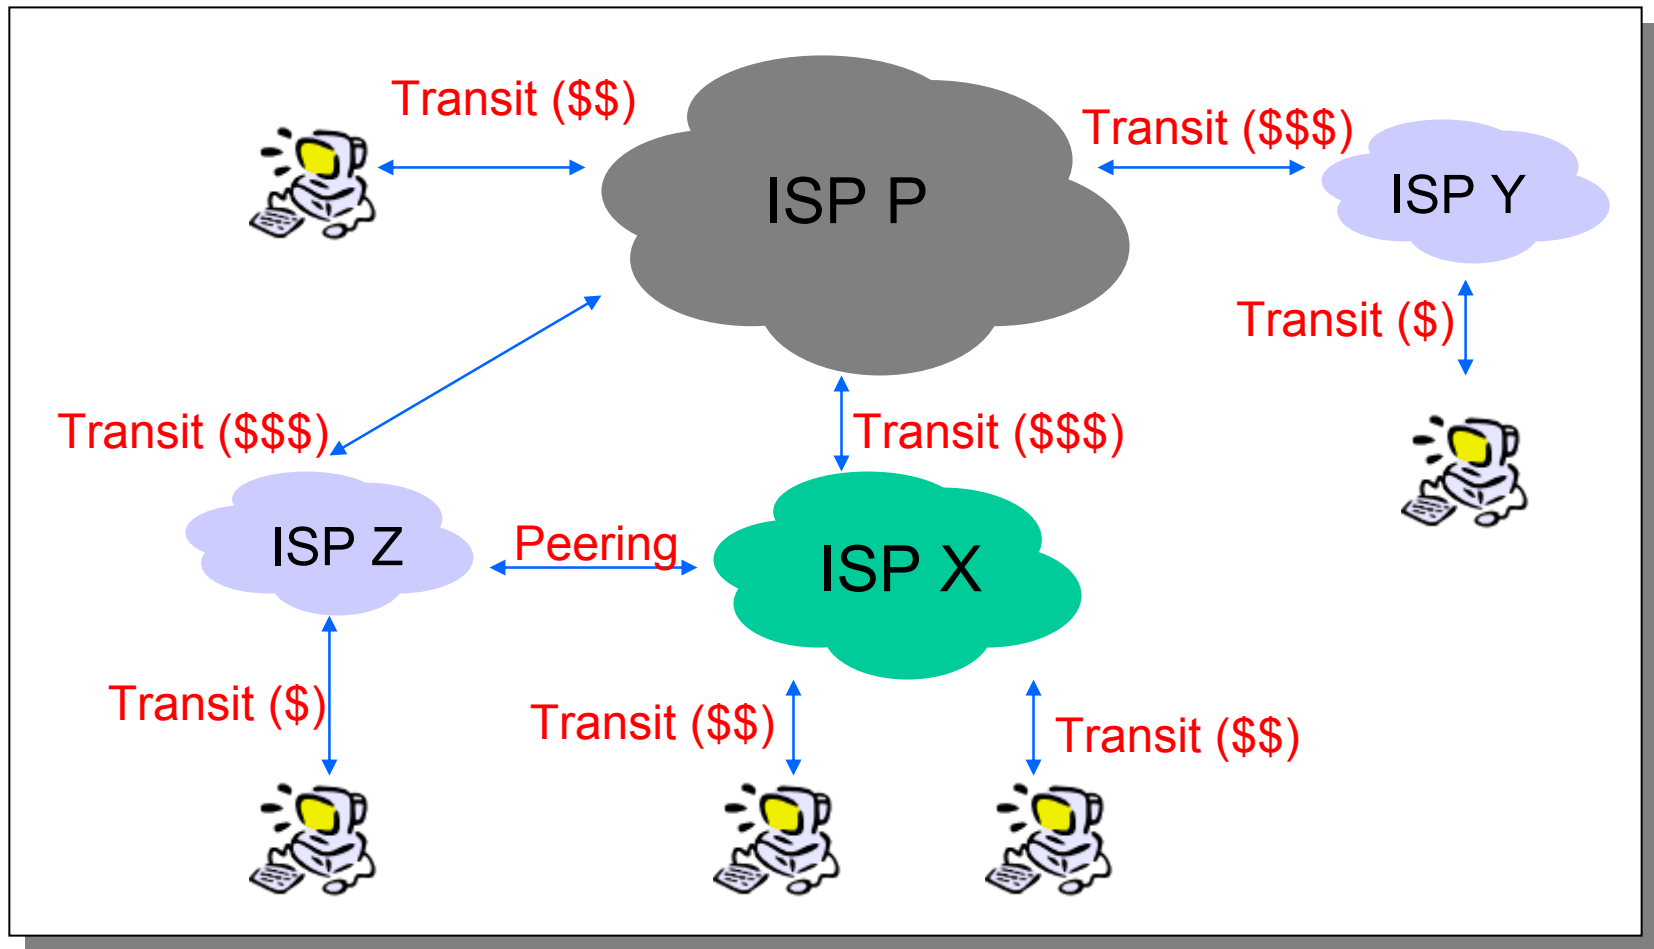 Transit ($$)
ISP P
Transit ($$$)
ISP Y
Transit ($)
Transit ($$$)
Transit ($$$)
ISP Z
Peering
ISP X
Transit ($)
Transit ($$)
Transit ($$)